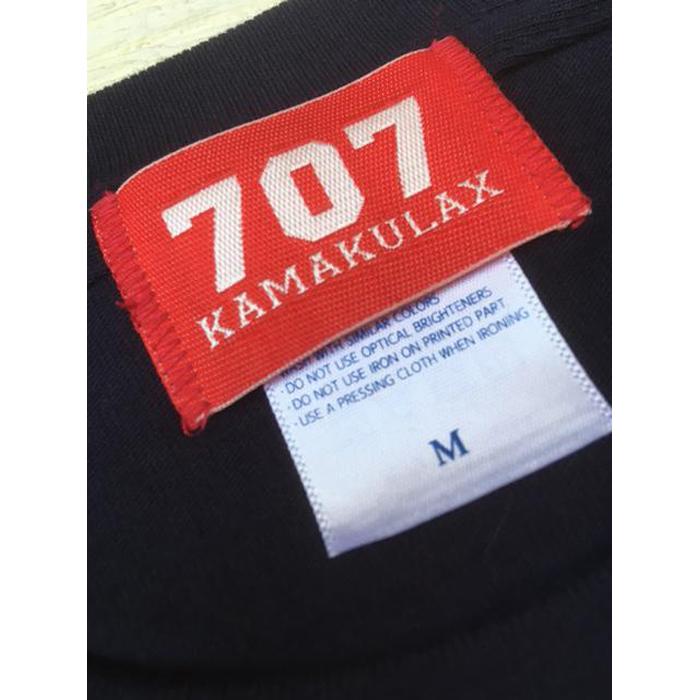 707
KAMAKULAX
WASH WITH SIMILAR COLORS
·DO NOT USE OPTICAL BRIGHTENERS
·DO NOT USE IRON ON PRINTED PART
·USE A PRESSING CLOTH WHEN IRONING
M